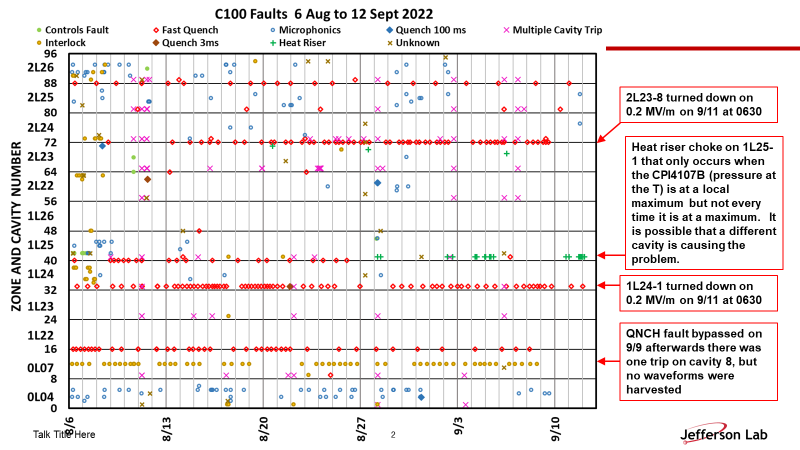 C100 Faults 6 Aug to 12 Sept 2022
Controls Fault
Fast Quench
Microphonics
Quench 100 ms
Multiple Cavity Trip
Interlock
Quench 3ms
Heat Riser
Unknown
ZONE AND CAVITY NUMBER
96
2L26
88
2L25
80
2L24
72
2L23
64
2L22
56
1L26
48
1L25
40
1L24
32
1L23
24
1L22
16
0L07
8
0L04
0
8/6
8/13
8/20
8/27
9/3
9/10
2L23-8 turned down on
0.2 MV/m on 9/11 at 0630
Heat riser choke on 1L25-
1 that only occurs when
the CPI4107B (pressure at
the T) is at a local
maximum but not every
time it is at a maximum. It
is possible that a different
cavity is causing the
problem.
1L24-1 turned down on
0.2 MV/m on 9/11 at 0630
QNCH fault bypassed on
9/9 afterwards there was
one trip on cavity 8, but
no waveforms were
harvested
Talk Title Here
2
Jefferson Lab